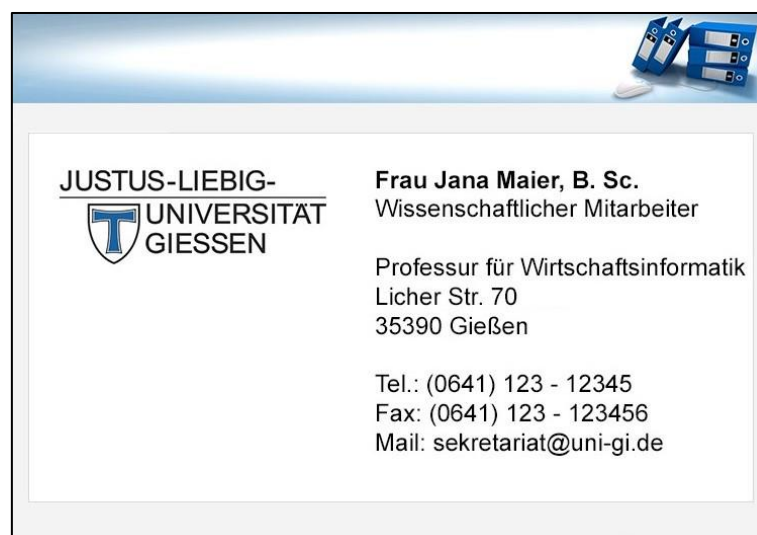 JUSTUS-LIEBIG-
UNIVERSITÄT
GIESSEN
Frau Jana Maier, B. Sc.
Wissenschaftlicher Mitarbeiter
Professur für Wirtschaftsinformatik
Licher Str. 70
35390 Gießen
Tel.: (0641) 123 - 12345
Fax: (0641) 123 - 123456
Mail: sekretariat@uni-gi.de